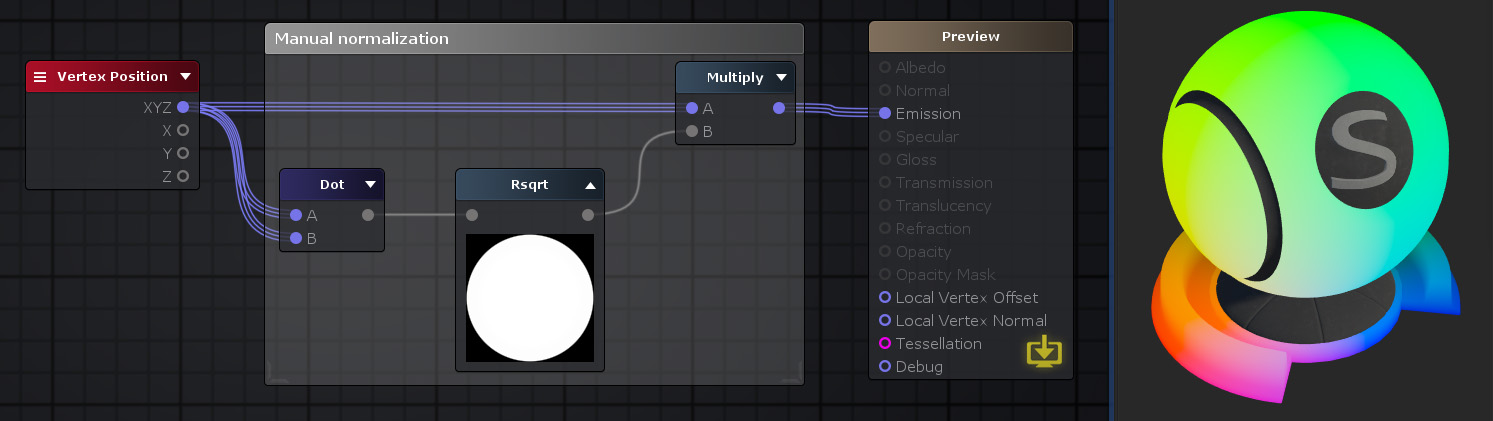 Manual normalization
Vertex Position
XYZ
X
Y
Z
Dot
A
B
Rsqrt
Multiply
A
B
Preview
Albedo
Normal
Emission
Specular
Gloss
Transmission
Translucency
Refraction
Opacity
Opacity Mask
Local Vertex Offset
Local Vertex Normal
Tessellation
Debug
S